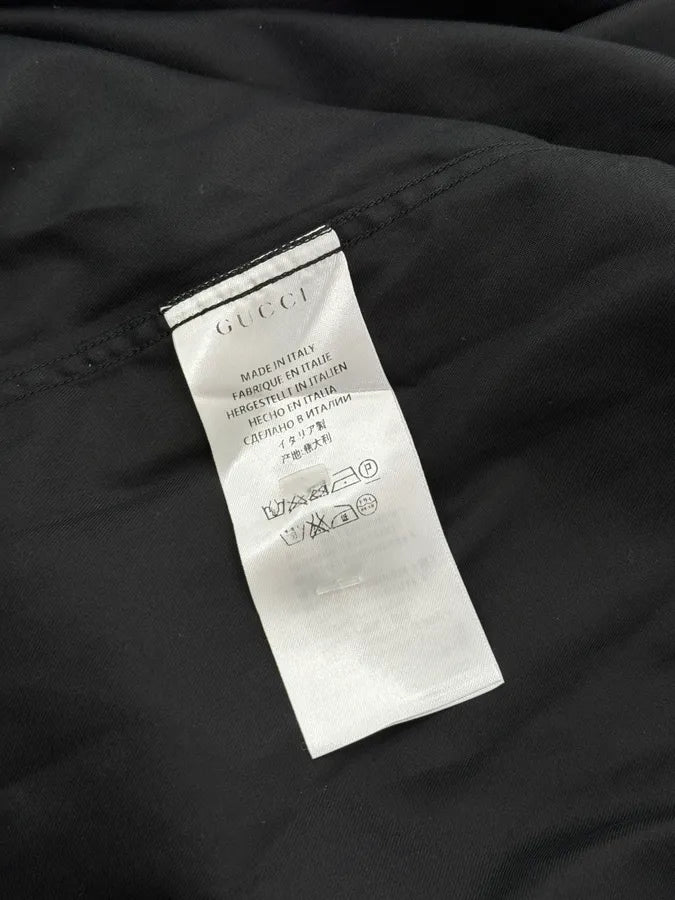 GUCCI
MADE IN ITALY
FABRIQUE EN ITALIE
HERGESTELLT IN ITALIEN
HECHO EN ITALIA
СДЕЛАНО В ИТАЛИИ
イタリア製
产地:意大利
P